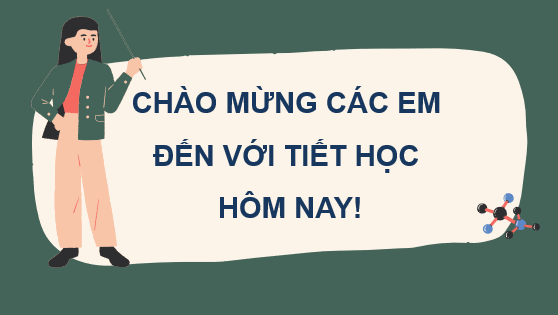 CHÀO MỪNG CÁC EM
ĐẾN VỚI TIẾT HỌC
HÔM NAY!